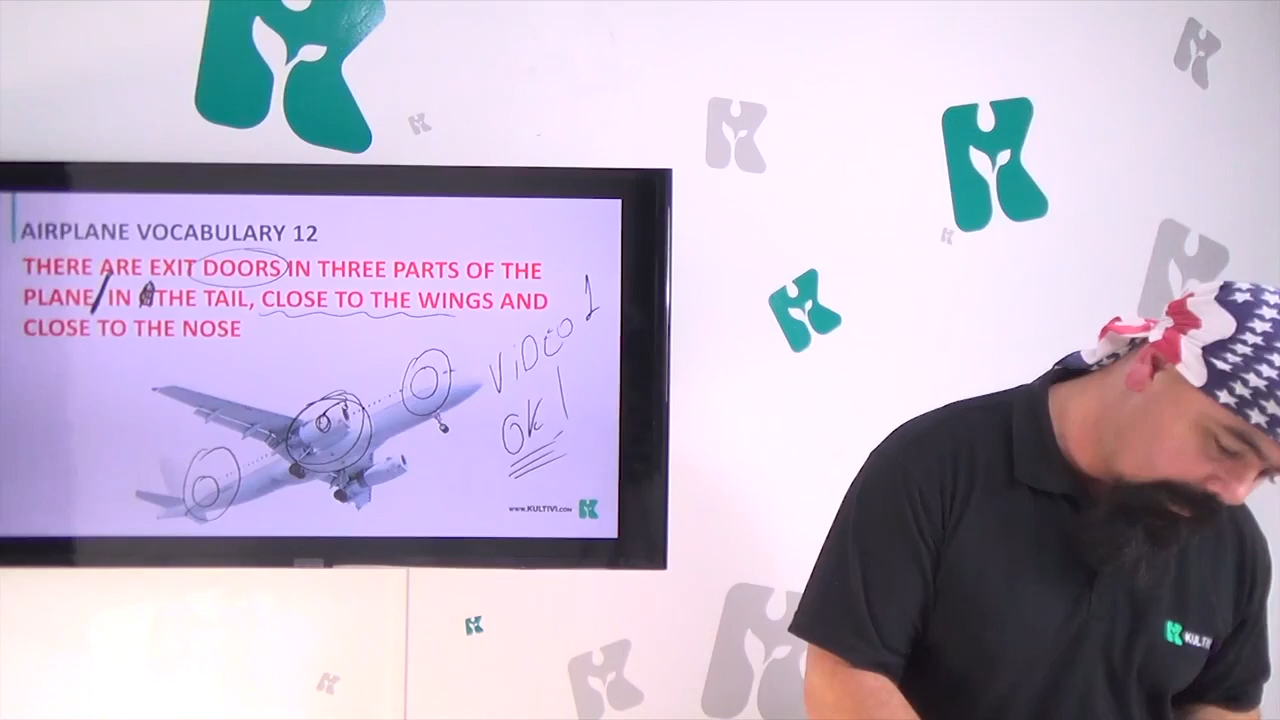 AIRPLANE VOCABULARY 12
THERE ARE EXIT DOORS IN THREE PARTS OF THE
PLANE/IN THE TAIL, CLOSE TO THE WINGS AND
CLOSE TO THE NOSE
VIDEO 1
OK!
www.KULTIVI.COM